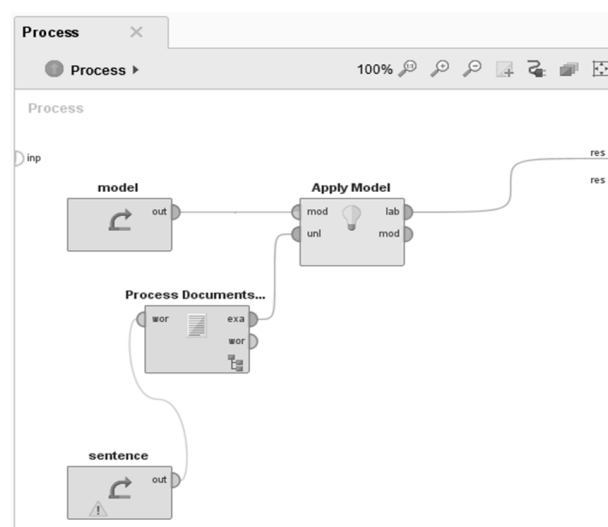 Process
Process
100%
Process
inp
res
res
model
out
Apply Model
mod
lab
unl
mod
Process Documents...
wor
exa
wor
sentence
out